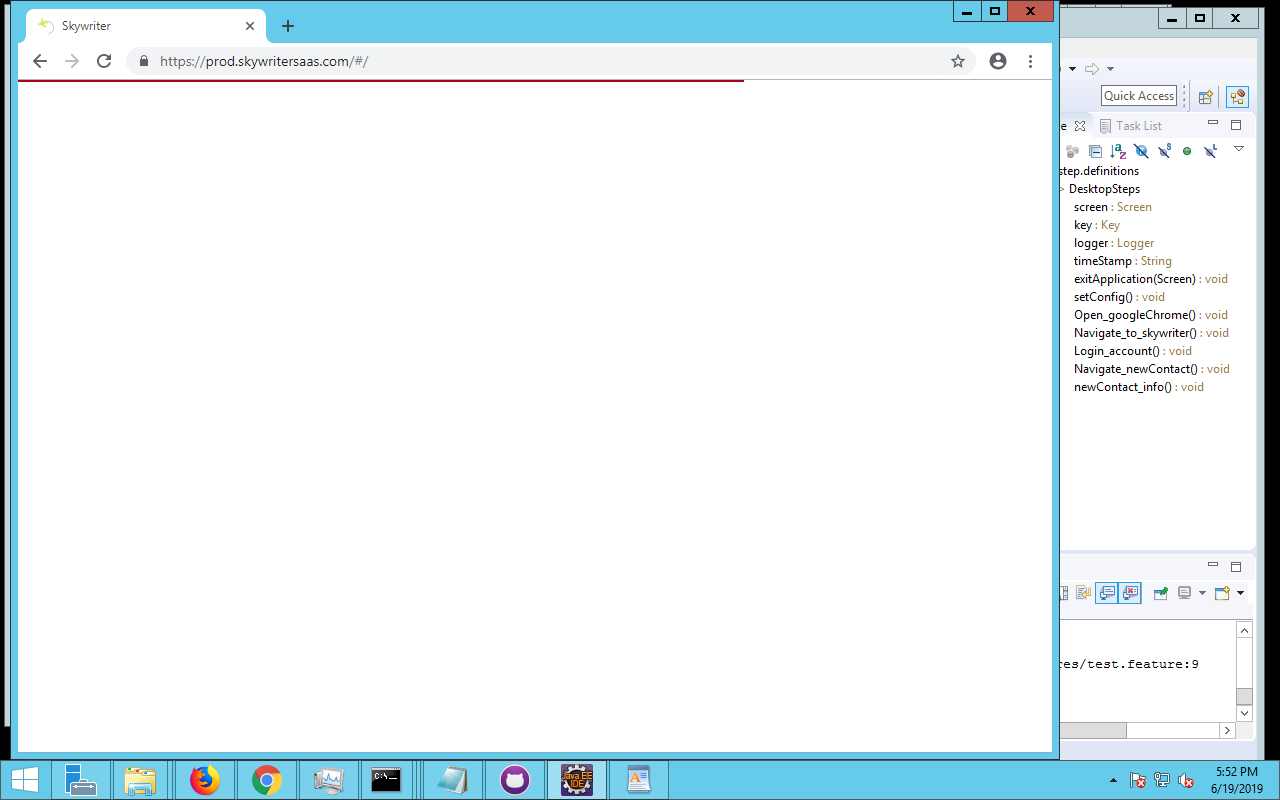 Skywriter
https://prod.skywritersaas.com/#/
Quick Access
e
Task List
step.definitions
DesktopSteps
screen : Screen
key : Key
logger : Logger
timeStamp : String
exitApplication(Screen) : void
setConfig() : void
Open_googleChrome() : void
Navigate_to_skywriter() : void
Login_account() : void
Navigate_newContact() : void
newContact_info() : void
res/test.feature:9
C:\_
Java EE
IDE
5:52 PM
6/19/2019